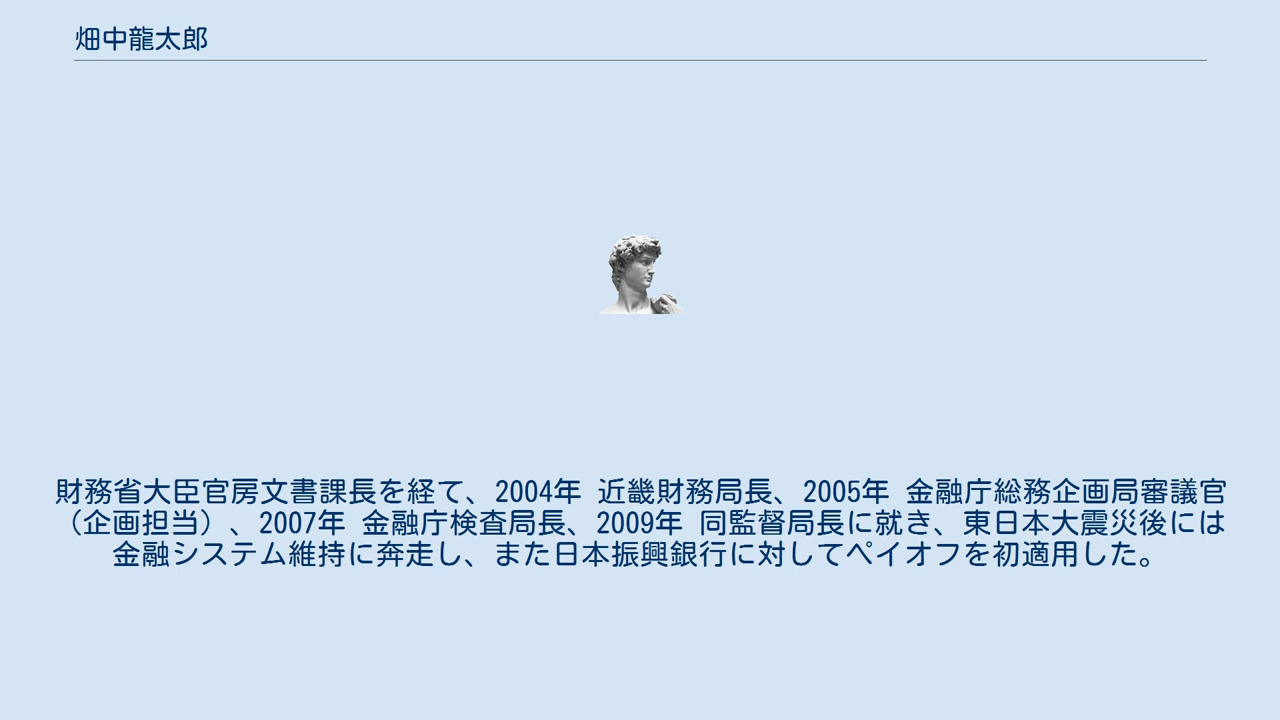 畑中龍太郎
財務省大臣官房文書課長を経て、2004年 近畿財務局長、2005年 金融庁総務企画局審議官
（企画担当）、2007年 金融庁検査局長、2009年 同監督局長に就き、東日本大震災後には
金融システム維持に奔走し、また日本振興銀行に対してペイオフを初適用した。